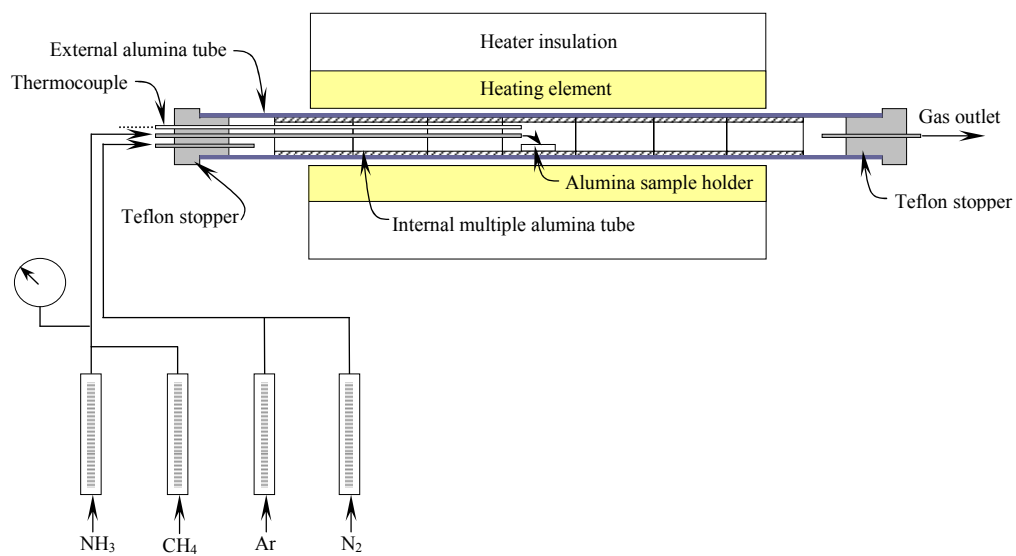 Heater insulation
External alumina tube
Thermocouple
Heating element
Gas outlet
Alumina sample holder
Teflon stopper
Teflon stopper
Internal multiple alumina tube
NH₃
CH₄
Ar
N₂